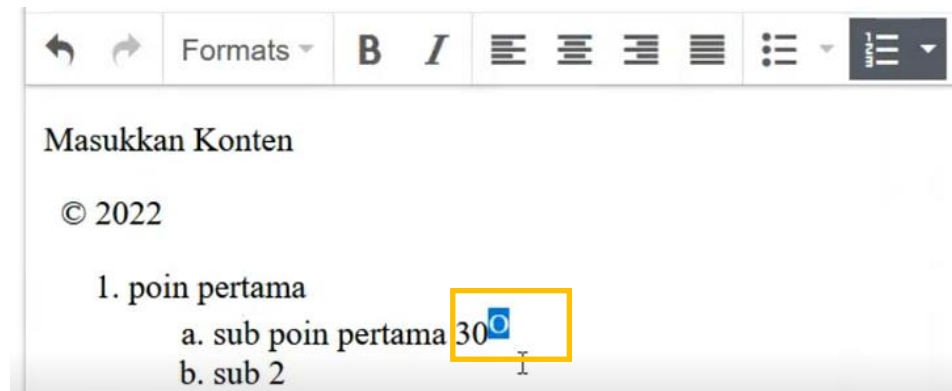 Formats B I
Masukkan Konten
© 2022
1. poin pertama
a. sub poin pertama 30ᴼ
b. sub 2